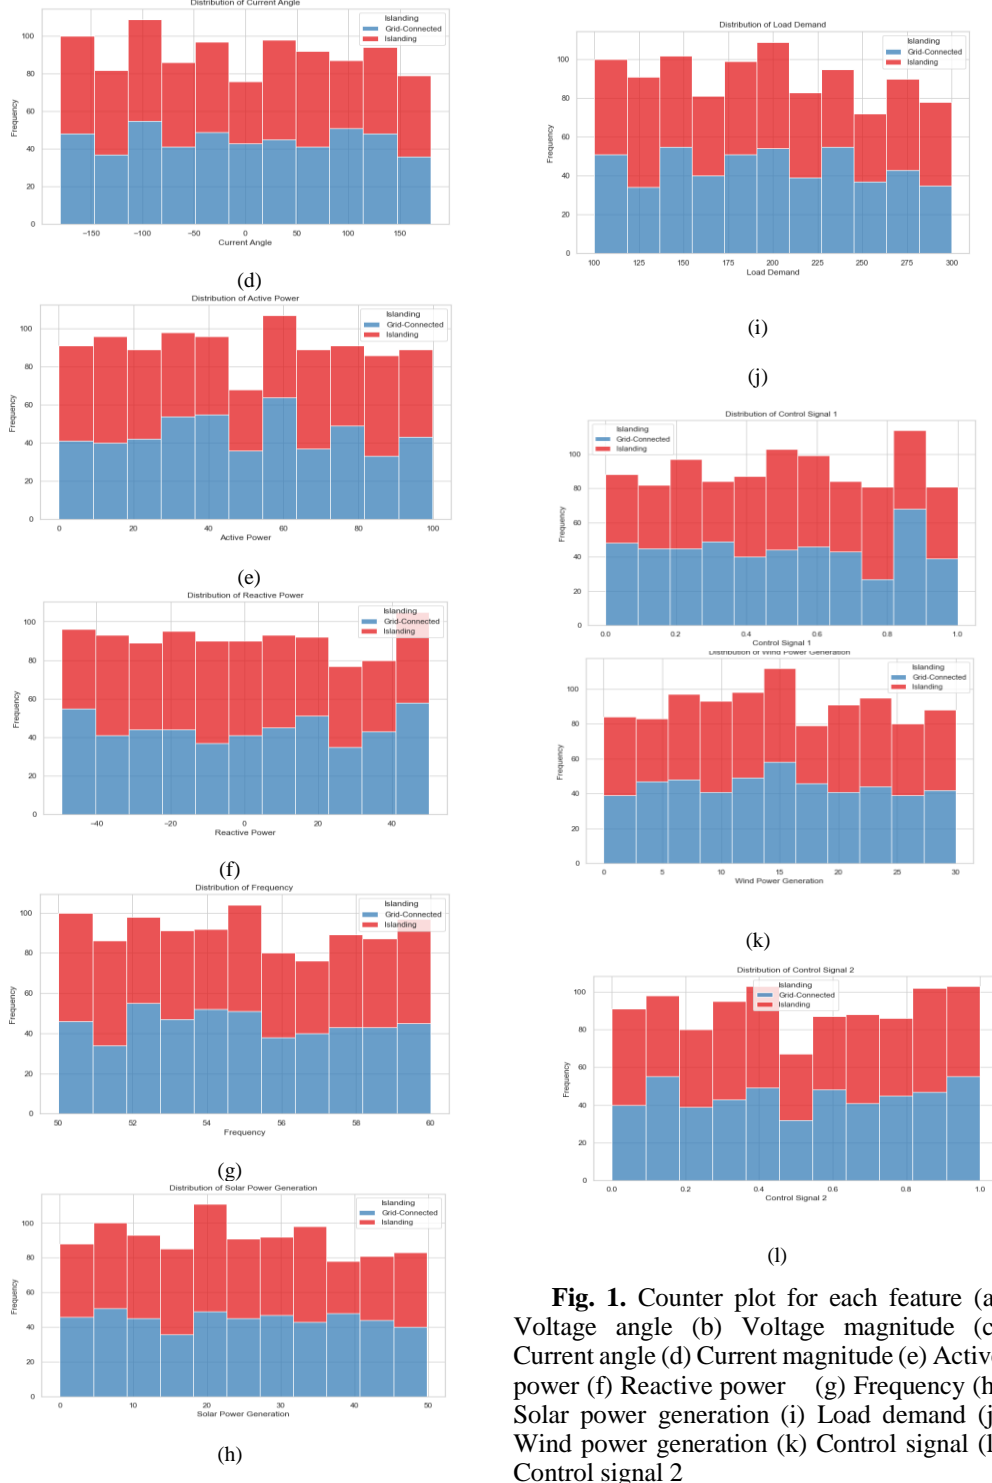 Distribution of Current Angle
Islanding
Grid-Connected
Islanding
Frequency
100
80
60
40
20
0
−150
−100
−50
0
50
100
150
Current Angle
(d)
Distribution of Active Power
Islanding
Grid-Connected
Islanding
Frequency
100
80
60
40
20
0
0
20
40
60
80
100
Active Power
(e)
Distribution of Reactive Power
Islanding
Grid-Connected
Islanding
Frequency
100
80
60
40
20
0
−40
−20
0
20
40
Reactive Power
(f)
Distribution of Frequency
Islanding
Grid-Connected
Islanding
Frequency
100
80
60
40
20
0
50
52
54
56
58
60
Frequency
(g)
Distribution of Solar Power Generation
Islanding
Grid-Connected
Islanding
Frequency
100
80
60
40
20
0
0
10
20
30
40
50
Solar Power Generation
(h)
Distribution of Load Demand
Islanding
Grid-Connected
Islanding
Frequency
100
80
60
40
20
0
100
125
150
175
200
225
250
275
300
Load Demand
(i)
(j)
Distribution of Control Signal 1
Islanding
Grid-Connected
Islanding
Frequency
100
80
60
40
20
0
0.0
0.2
0.4
0.6
0.8
1.0
Control Signal 1
Distribution of Wind Power Generation
Islanding
Grid-Connected
Islanding
Frequency
100
80
60
40
20
0
0
5
10
15
20
25
30
Wind Power Generation
(k)
Distribution of Control Signal 2
Islanding
Grid-Connected
Islanding
Frequency
100
80
60
40
20
0
0.0
0.2
0.4
0.6
0.8
1.0
Control Signal 2
(l)
Fig. 1. Counter plot for each feature (a
Voltage angle (b) Voltage magnitude (c
Current angle (d) Current magnitude (e) Active
power (f) Reactive power (g) Frequency (h
Solar power generation (i) Load demand (j
Wind power generation (k) Control signal (l
Control signal 2